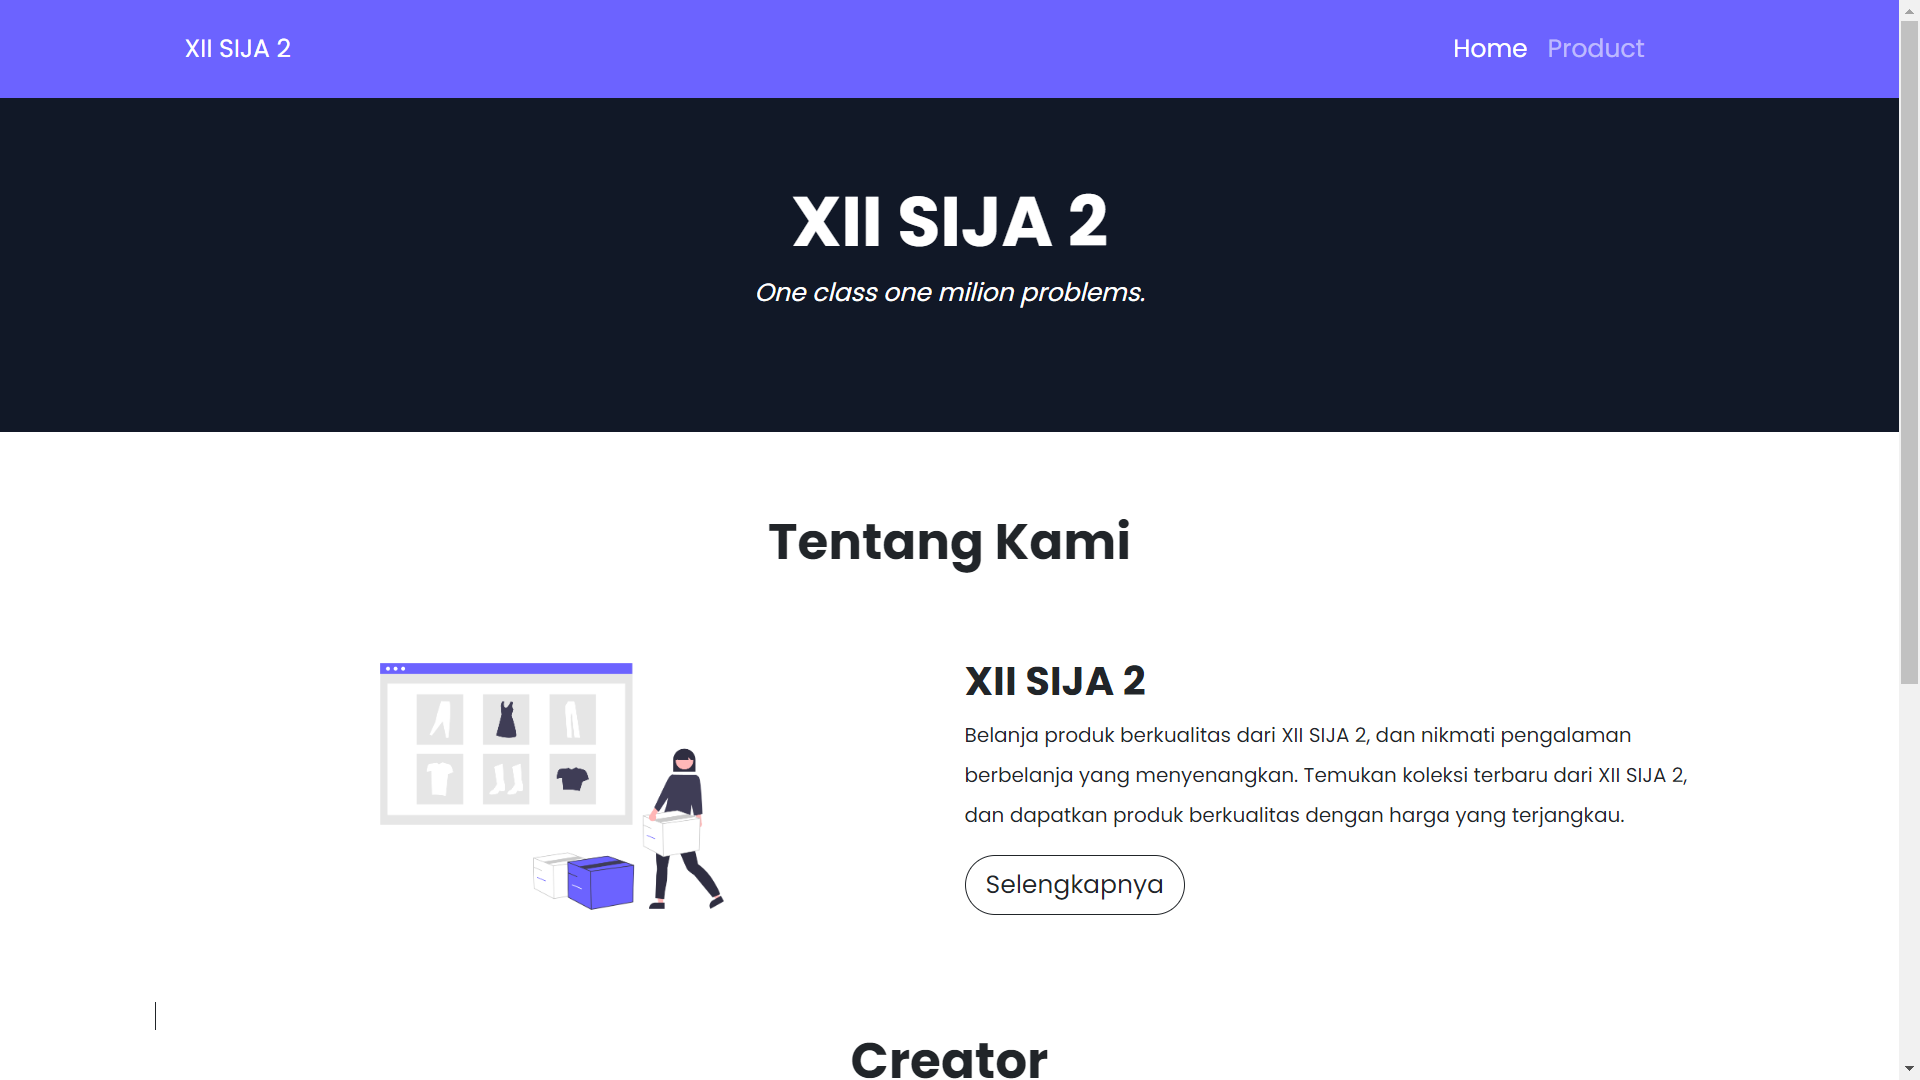 XII SIJA 2
Home Product
XII SIJA 2
One class one milion problems.
Tentang Kami
XII SIJA 2
Belanja produk berkualitas dari XII SIJA 2, dan nikmati pengalaman
berbelanja yang menyenangkan. Temukan koleksi terbaru dari XII SIJA 2,
dan dapatkan produk berkualitas dengan harga yang terjangkau.
Selengkapnya
Creator